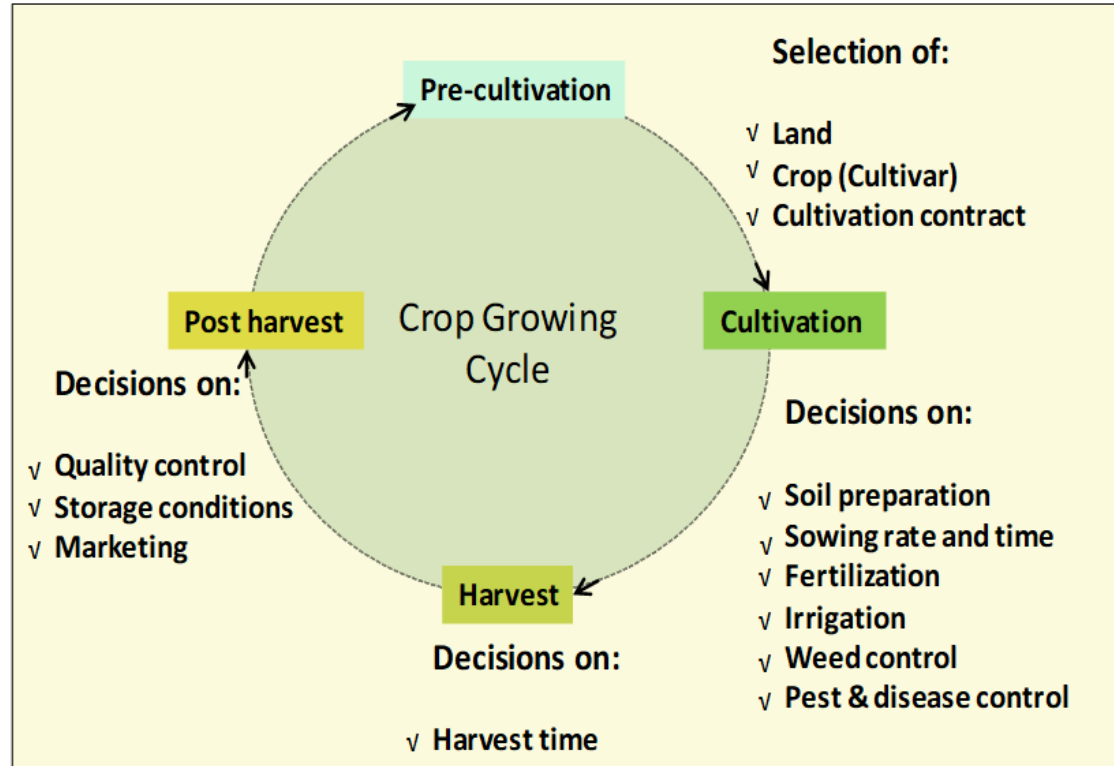 Pre-cultivation
Selection of:
√ Land
√ Crop (Cultivar)
√ Cultivation contract
Cultivation
Decisions on:
√ Soil preparation
√ Sowing rate and time
√ Fertilization
√ Irrigation
√ Weed control
√ Pest & disease control
Harvest
Decisions on:
√ Harvest time
Post harvest
Decisions on:
√ Quality control
√ Storage conditions
√ Marketing
Crop Growing
Cycle